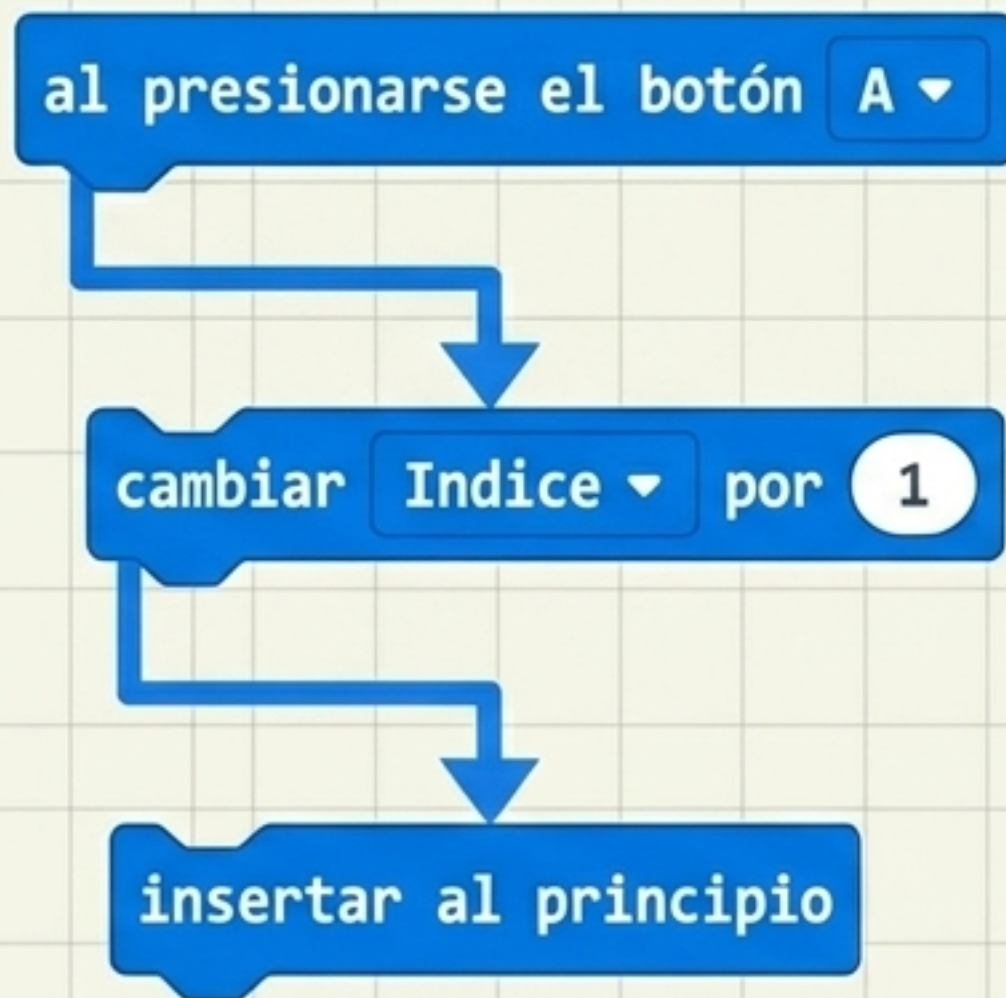 al presionarse el botón A
cambiar Indice por 1
insertar al principio